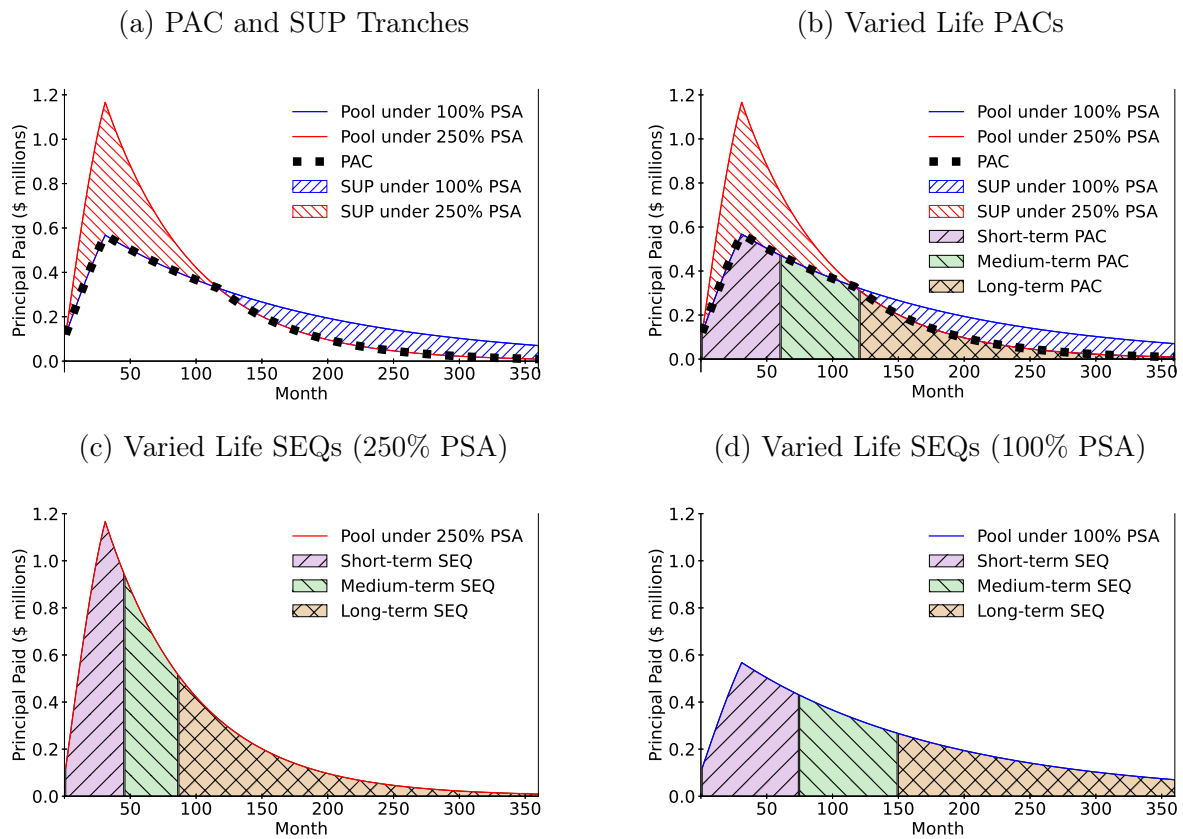 (a) PAC and SUP Tranches
1.2
1.0
0.8
0.6
0.4
0.2
0.0
Principal Paid ($ millions)
Pool under 100% PSA
Pool under 250% PSA
PAC
SUP under 100% PSA
SUP under 250% PSA
50 100 150 200 250 300 350
Month
(b) Varied Life PACs
1.2
1.0
0.8
0.6
0.4
0.2
0.0
Principal Paid ($ millions)
Pool under 100% PSA
Pool under 250% PSA
PAC
SUP under 100% PSA
SUP under 250% PSA
Short-term PAC
Medium-term PAC
Long-term PAC
50 100 150 200 250 300 350
Month
(c) Varied Life SEQs (250% PSA)
1.2
1.0
0.8
0.6
0.4
0.2
0.0
Principal Paid ($ millions)
Pool under 250% PSA
Short-term SEQ
Medium-term SEQ
Long-term SEQ
50 100 150 200 250 300 350
Month
(d) Varied Life SEQs (100% PSA)
1.2
1.0
0.8
0.6
0.4
0.2
0.0
Principal Paid ($ millions)
Pool under 100% PSA
Short-term SEQ
Medium-term SEQ
Long-term SEQ
50 100 150 200 250 300 350
Month